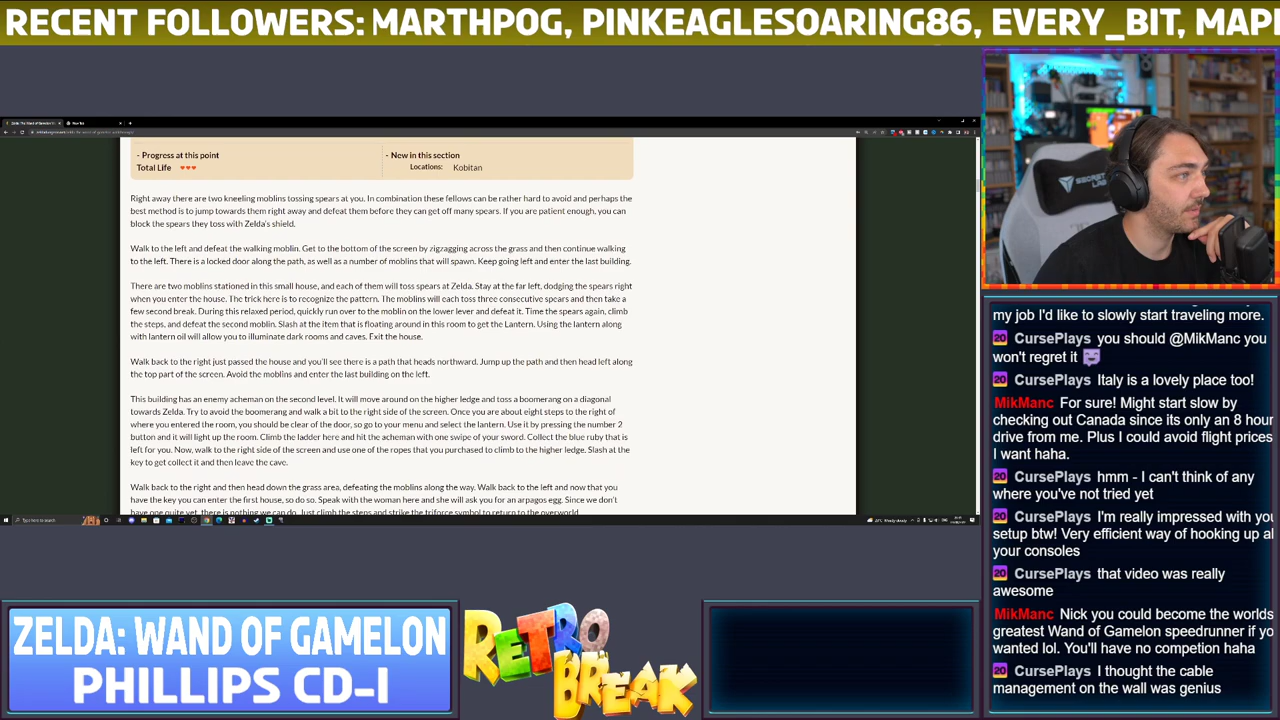 RECENT FOLLOWERS: MARTHPOG, PINKEAGLESOARING86, EVERY_BIT, MAP
- Progress at this point
- New in this section
Total Life
Locations: Kobitan
Right away there are two kneeling moblins tossing spears at you. In combination these fellows can be rather hard to avoid and perhaps the
best method is to jump towards them right away and defeat them before they can get off many spears. If you are patient enough, you can
block the spears they toss with Zelda's shield.
Walk to the left and defeat the walking moblin. Get to the bottom of the screen by zigzagging across the grass and then continue walking
to the left. There is a locked door along the path, as well as a number of moblins that will spawn. Keep going left and enter the last building.
There are two moblins stationed in this small house, and each of them will toss spears at Zelda. Stay at the far left, dodging the spears right
when you enter the house. The trick here is to recognize the pattern. The moblins will each toss three consecutive spears and then take a
few second break. During this relaxed period, quickly run over to the moblin on the lower lever and defeat it. Time the spears again, climb
the steps, and defeat the second moblin. Slash at the item that is floating around in this room to get the Lantern. Using the lantern along
with lantern oil will allow you to illuminate dark rooms and caves. Exit the house.
Walk back to the right just passed the house and you'll see there is a path that heads northward. Jump up the path and then head left along
the top part of the screen. Avoid the moblins and enter the last building on the left.
This building has an enemy acheman on the second level. It will move around on the higher ledge and toss a boomerang on a diagonal
towards Zelda. Try to avoid the boomerang and walk a bit to the right side of the screen. Once you are about eight steps to the right of
where you entered the room, you should be clear of the door, so go to your menu and select the lantern. Use it by pressing the number 2
button and it will light up the room. Climb the ladder here and hit the acheman with one swipe of your sword. Collect the blue ruby that is
left for you. Now, walk to the right side of the screen and use one of the ropes that you purchased to climb to the higher ledge. Slash at the
key to get collect it and then leave the cave.
Walk back to the right and then head down the grass area, defeating the moblins along the way. Walk back to the left and now that you
have the key you can enter the first house, so do so. Speak with the woman here and she will ask you for an arpagos egg. Since we don't
have one quite yet, there is nothing we can do. Just climb the steps and strike the triforce symbol to return to the overworld
SECRET LAB
my job I'd like to slowly start traveling more.
20 CursePlays you should @MikManc you
won't regret it
20 CursePlays Italy is a lovely place too!
MikManc For sure! Might start slow by
checking out Canada since its only an 8 hour
drive from me. Plus I could avoid flight prices
I want haha.
20 CursePlays hmm - I can't think of any
where you've not tried yet
20 CursePlays I'm really impressed with you
setup btw! Very efficient way of hooking up al
your consoles
20 CursePlays that video was really
awesome
MikManc Nick you could become the worlds
greatest Wand of Gamelon speedrunner if yo
wanted lol. You'll have no competion haha
20 CursePlays I thought the cable
management on the wall was genius
ZELDA: WAND OF GAMELON
PHILLIPS CD-I
RETRO
BREAK